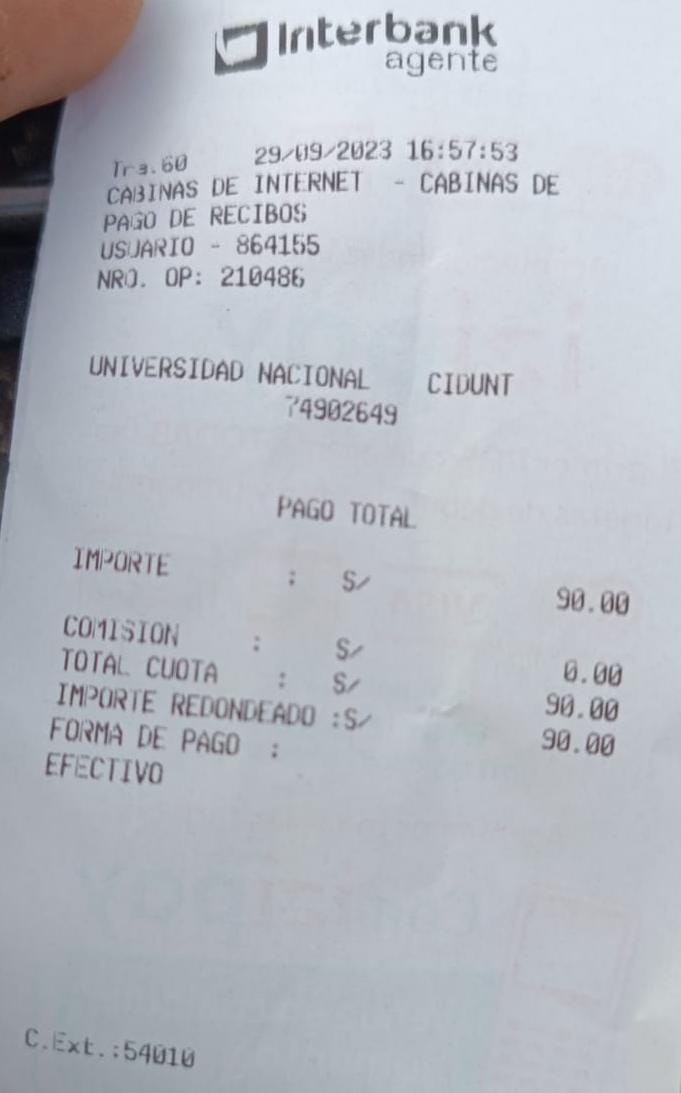 Interbank
agente
Tra.60 29/09/2023 16:57:53
CABINAS DE INTERNET - CABINAS DE
PAGO DE RECIBOS
USUARIO - 864155
NRO. OP: 210486
UNIVERSIDAD NACIONAL CIDUNT
74902649
PAGO TOTAL
IMPORTE : S/ 90.00
COMISION : S/ 0.00
TOTAL CUOTA : S/ 90.00
IMPORTE REDONDEADO :S/ 90.00
FORMA DE PAGO :
EFECTIVO
C.Ext.:54010